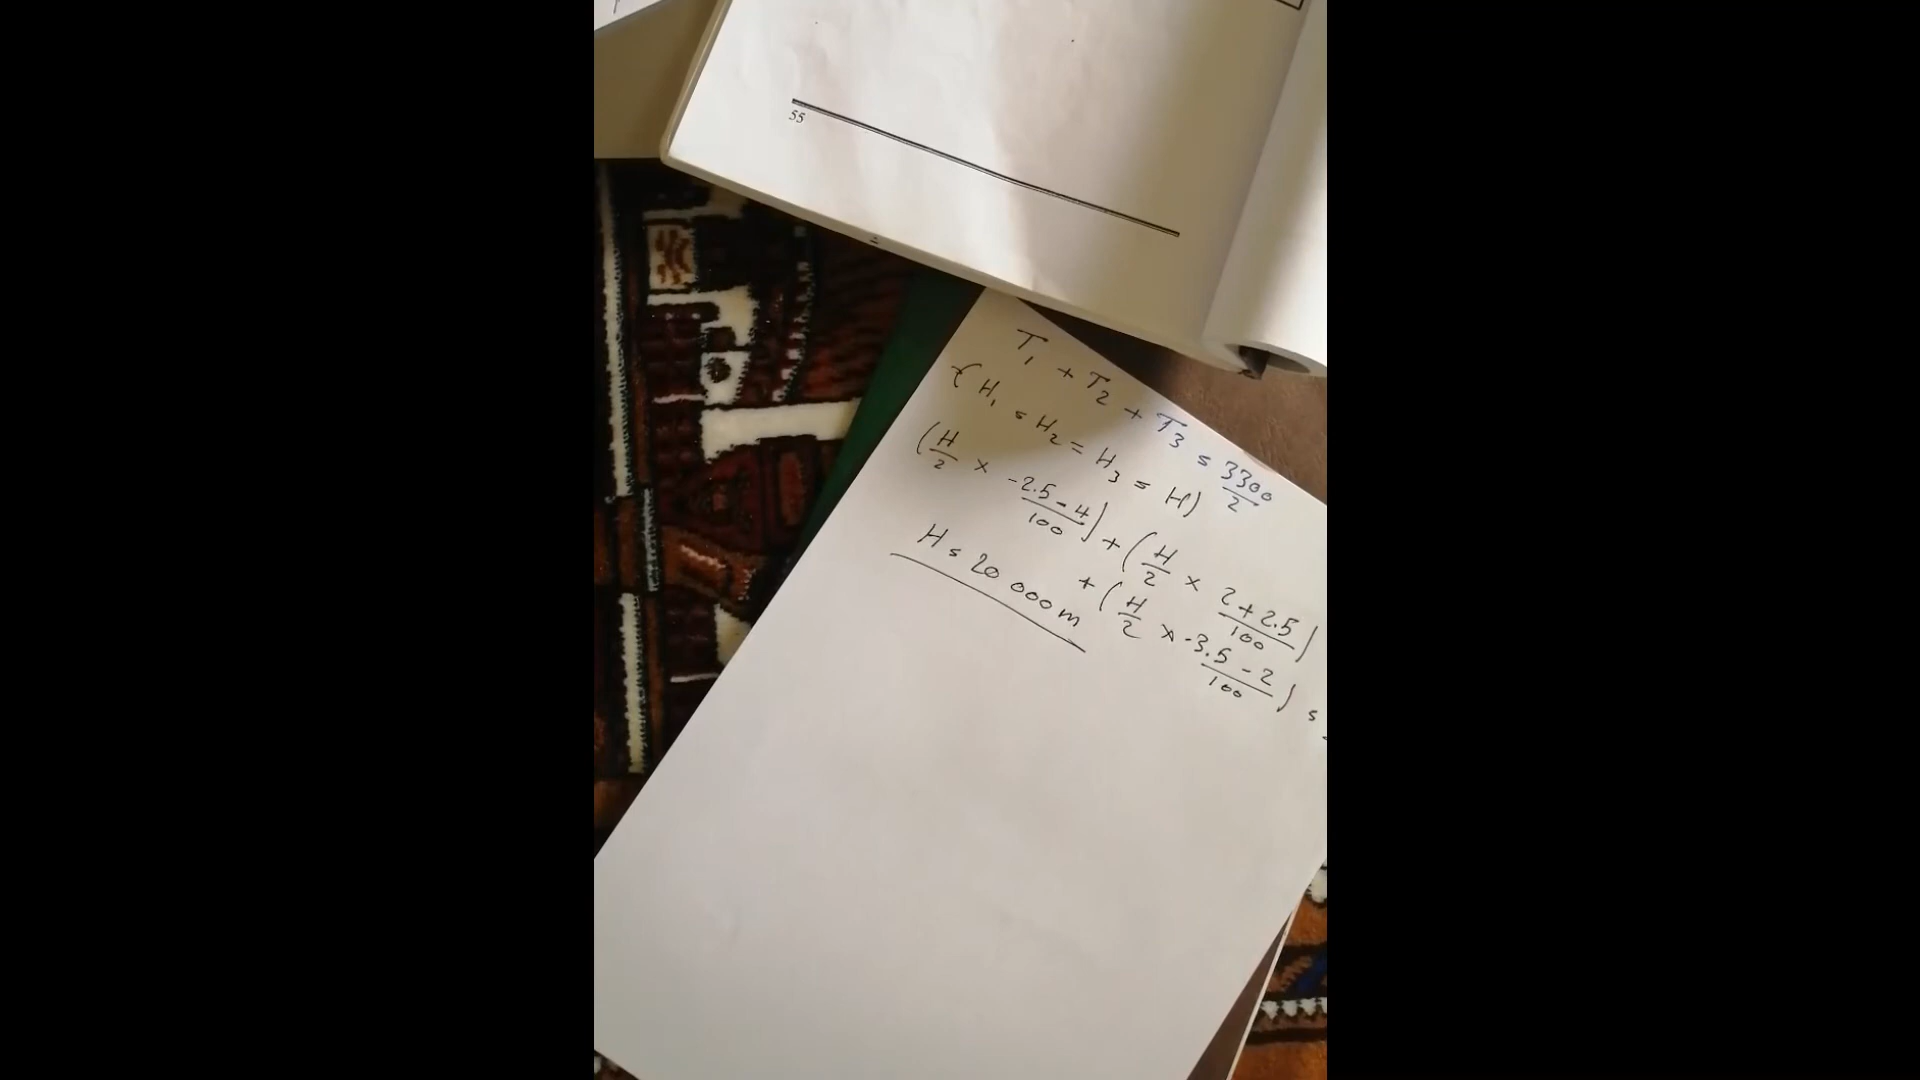 55
T1 + T2 + T3 = 3300/2
(H1 = H2 = H3 = H)
(H/2 × -2.5-4/100) + (H/2 × 2+2.5/100)
+ (H/2 × -3.5-2/100) =
H = 20 000 m